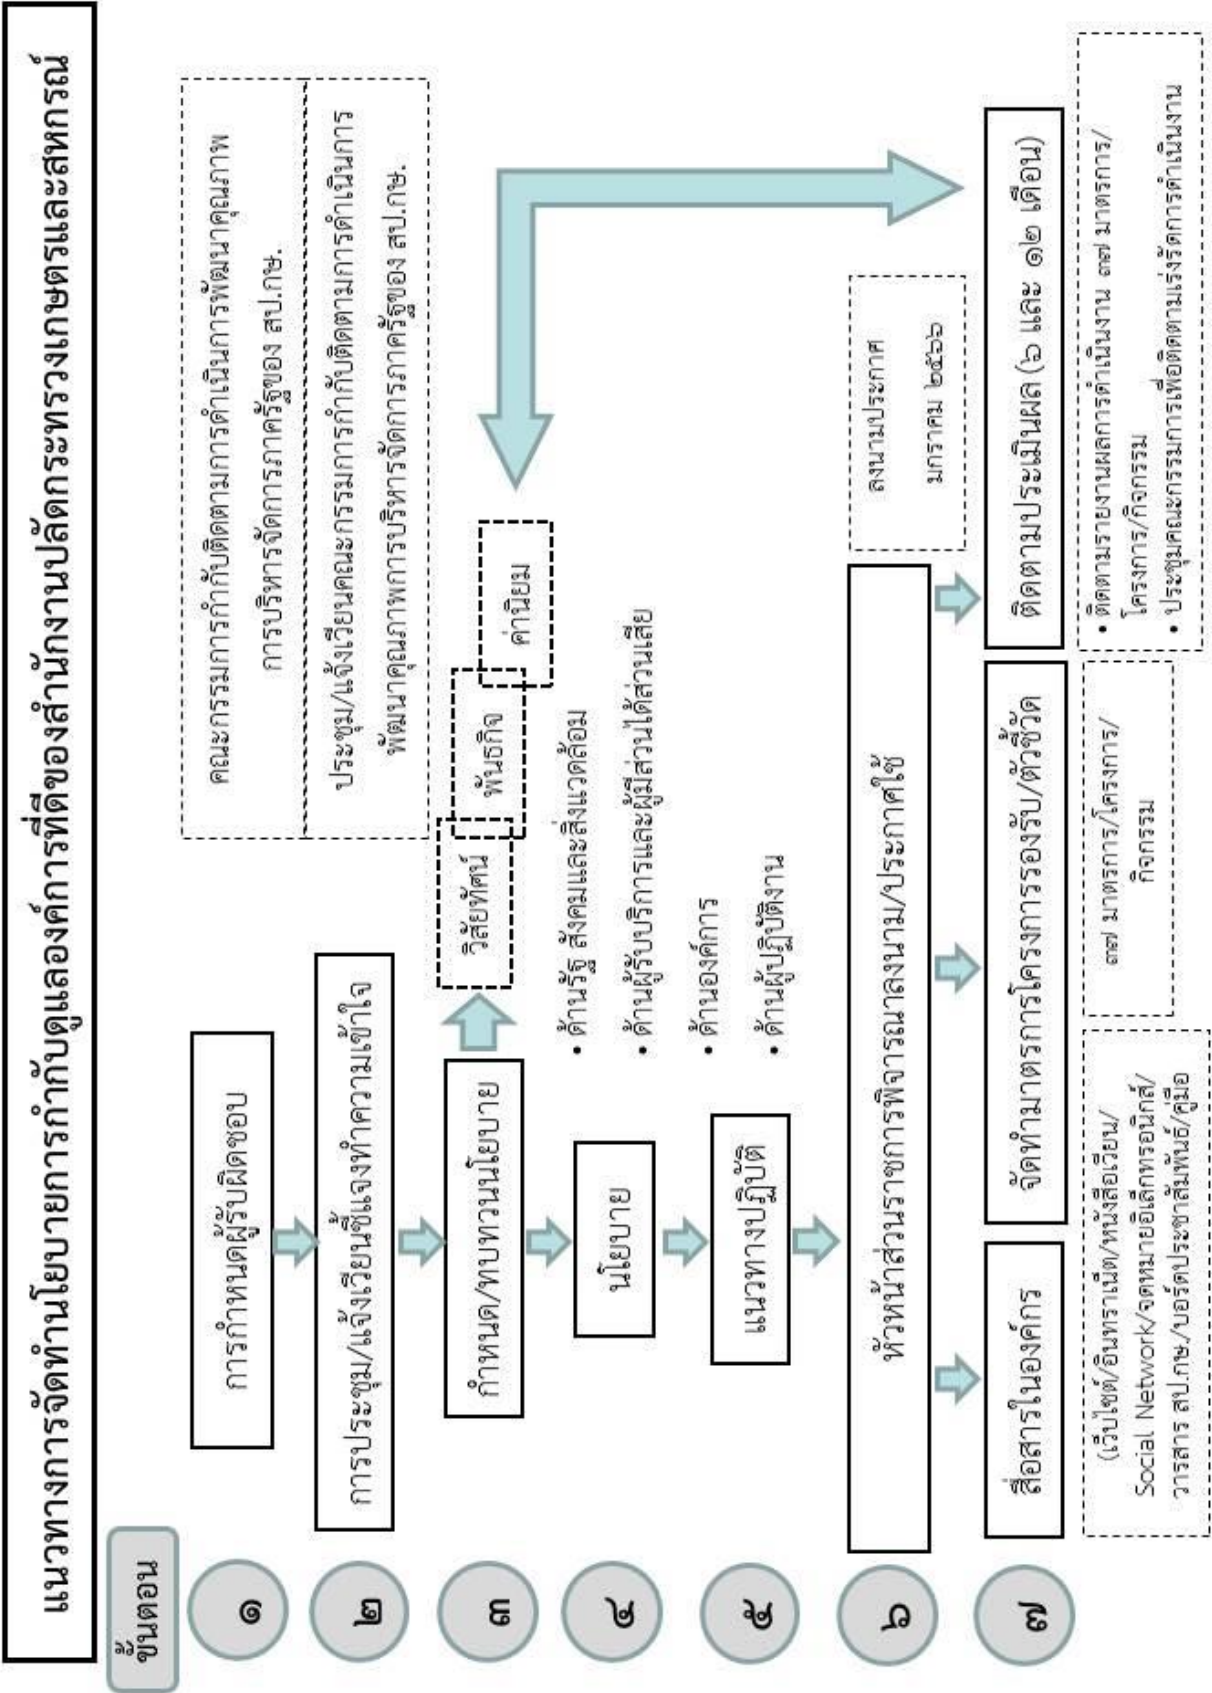 แนวทางการจัดทำนโยบายการกำกับดูแลองค์การที่ดีของสำนักงานปลัดกระทรวงเกษตรและสหกรณ์
ขั้นตอน
๑
การกำหนดผู้รับผิดชอบ
คณะกรรมการกำกับติดตามการดำเนินการพัฒนาคุณภาพ
การบริหารจัดการภาครัฐของ สป.กษ.
๒
การประชุม/แจ้งเวียนชี้แจงทำความเข้าใจ
ประชุม/แจ้งเวียนคณะกรรมการกำกับติดตามการดำเนินการ
พัฒนาคุณภาพการบริหารจัดการภาครัฐของ สป.กษ.
๓
กำหนด/ทบทวนนโยบาย
วิสัยทัศน์
พันธกิจ
ค่านิยม
๔
นโยบาย
• ด้านรัฐ สังคมและสิ่งแวดล้อม
• ด้านผู้รับบริการและผู้มีส่วนได้ส่วนเสีย
• ด้านองค์การ
• ด้านผู้ปฏิบัติงาน
๕
แนวทางปฏิบัติ
๖
หัวหน้าส่วนราชการพิจารณาลงนาม/ประกาศใช้
ลงนามประกาศ
มกราคม ๒๕๖๖
๗
สื่อสารในองค์กร
จัดทำมาตรการโครงการรองรับ/ตัวชี้วัด
ติดตามประเมินผล (๖ และ ๑๒ เดือน)
(เว็บไซต์/อินทราเน็ต/หนังสือเวียน/
Social Network/จดหมายอิเล็กทรอนิกส์/
วารสาร สป.กษ./บอร์ดประชาสัมพันธ์/คู่มือ
๓๗ มาตรการ/โครงการ/
กิจกรรม
• ติดตามรายงานผลการดำเนินงาน ๓๗ มาตรการ/
โครงการ/กิจกรรม
• ประชุมคณะกรรมการเพื่อติดตามเร่งรัดการดำเนินงาน